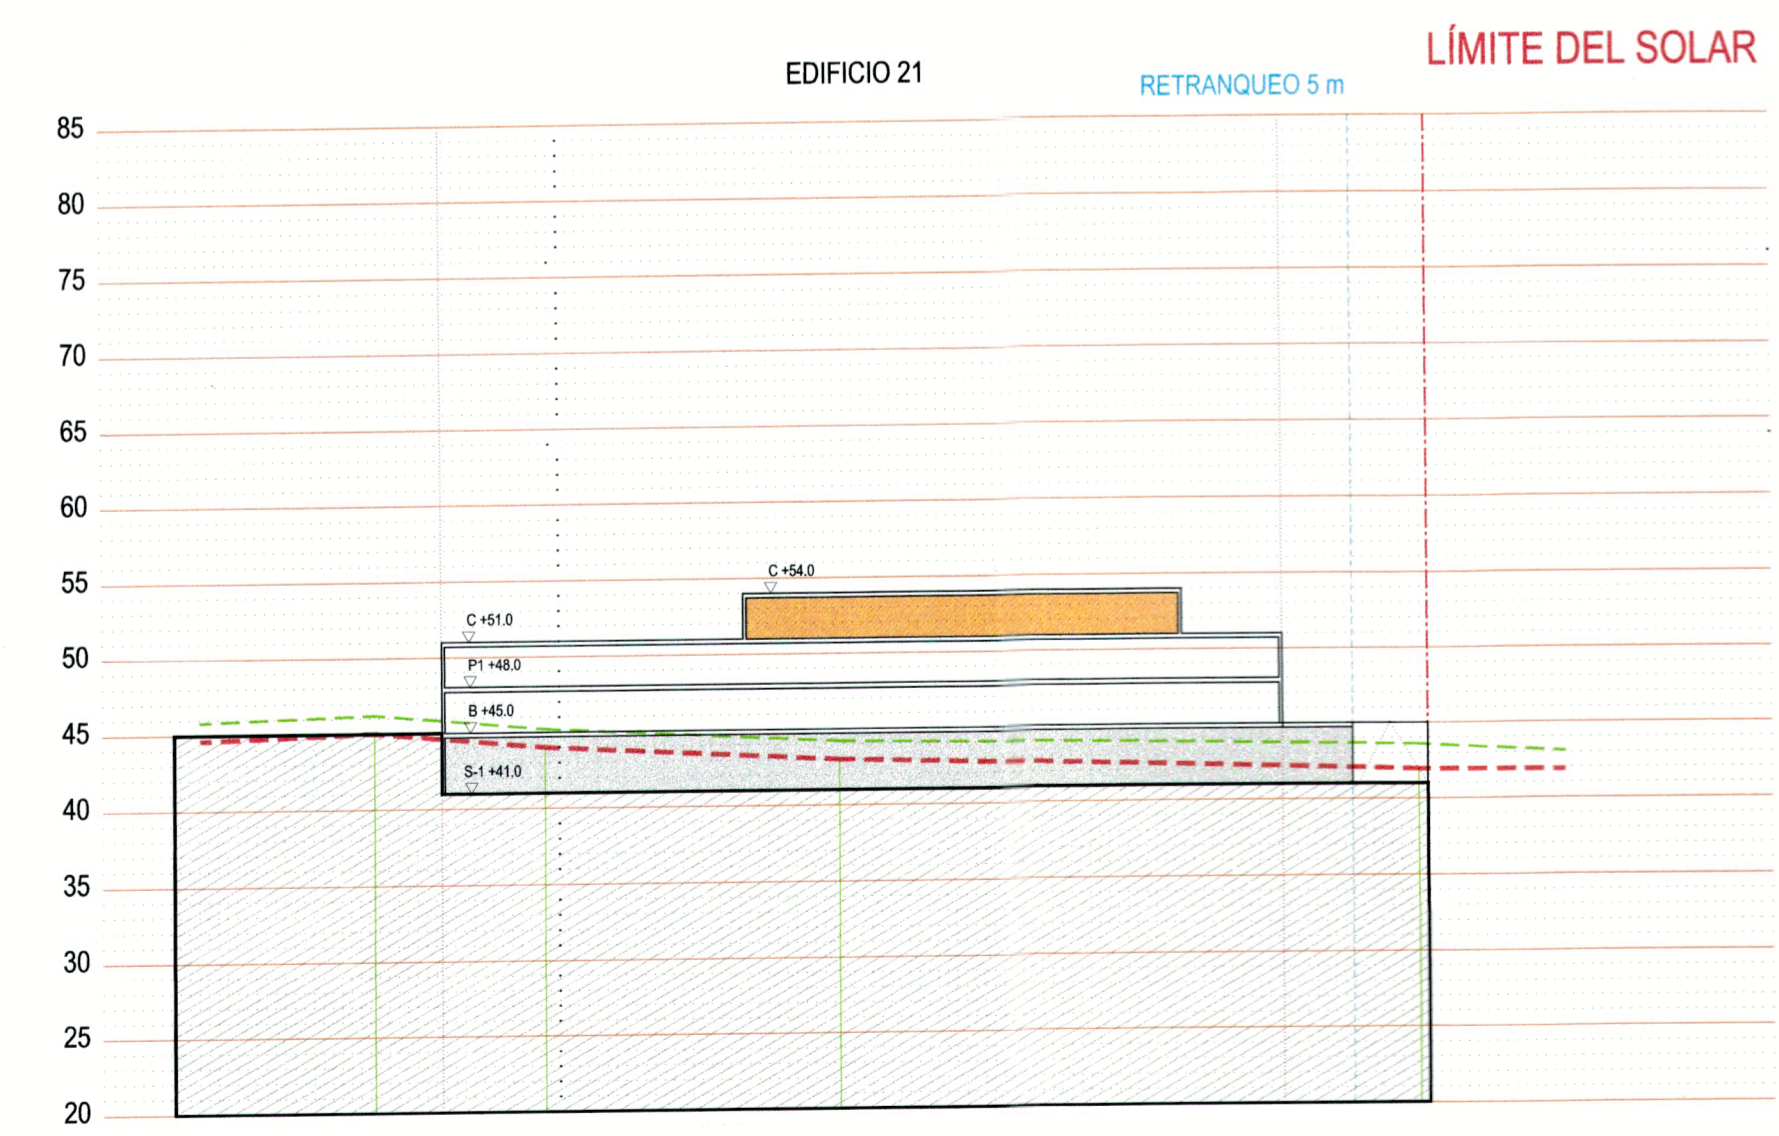 LÍMITE DEL SOLAR
EDIFICIO 21
RETRANQUEO 5 m
85
80
75
70
65
60
55
C +54.0
C +51.0
50
P1 +48.0
B +45.0
45
S-1 +41.0
40
35
30
25
20